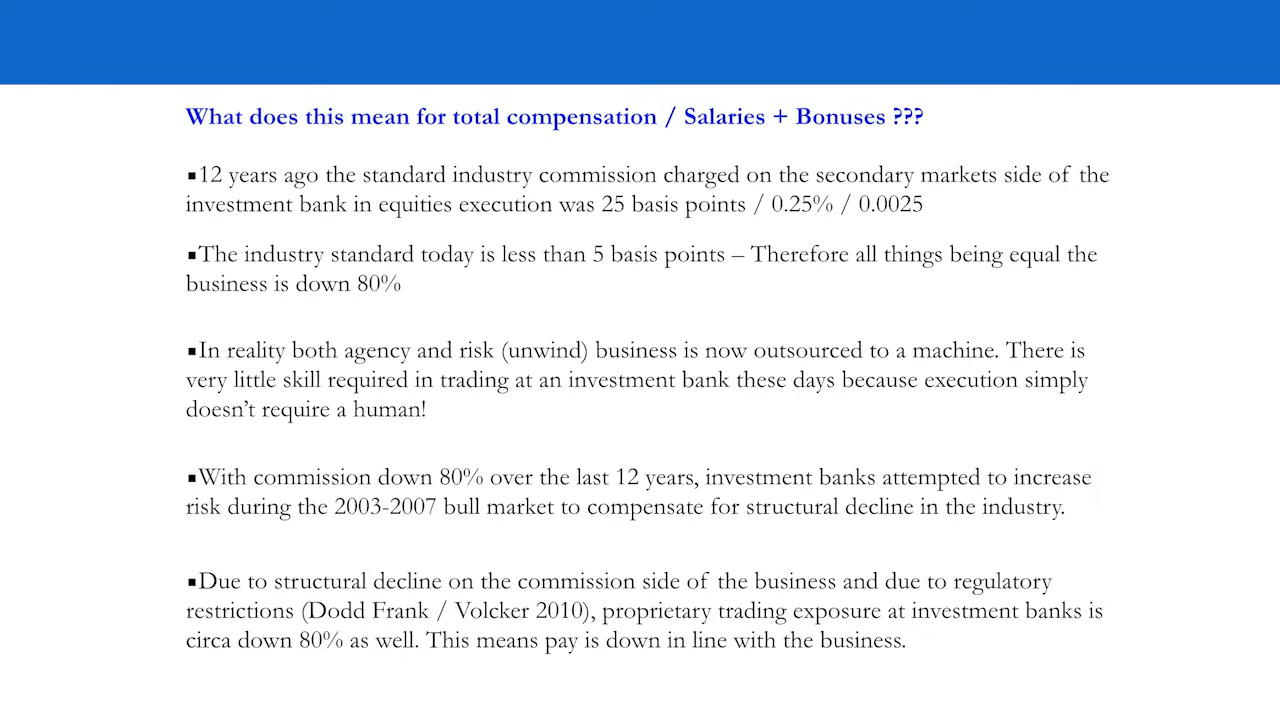 What does this mean for total compensation / Salaries + Bonuses ???
▪12 years ago the standard industry commission charged on the secondary markets side of the
investment bank in equities execution was 25 basis points / 0.25% / 0.0025
▪The industry standard today is less than 5 basis points – Therefore all things being equal the
business is down 80%
▪In reality both agency and risk (unwind) business is now outsourced to a machine. There is
very little skill required in trading at an investment bank these days because execution simply
doesn’t require a human!
▪With commission down 80% over the last 12 years, investment banks attempted to increase
risk during the 2003-2007 bull market to compensate for structural decline in the industry.
▪Due to structural decline on the commission side of the business and due to regulatory
restrictions (Dodd Frank / Volcker 2010), proprietary trading exposure at investment banks is
circa down 80% as well. This means pay is down in line with the business.